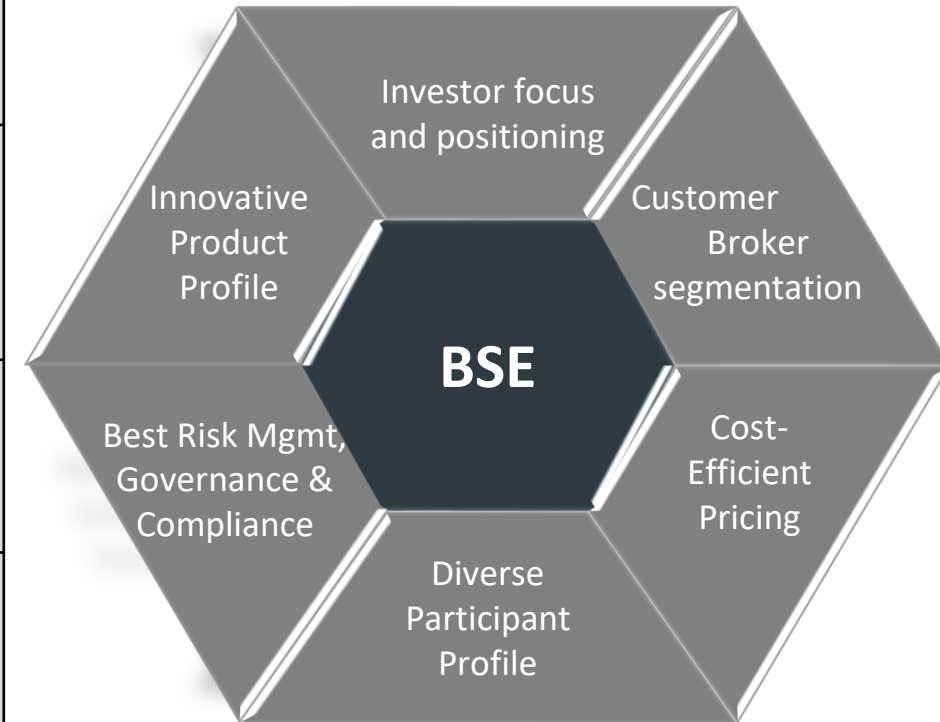 Investor focus
and positioning
Customer
Broker
segmentation
Cost-
Efficient
Pricing
Diverse
Participant
Profile
Best Risk Mgmt,
Governance &
Compliance
Innovative
Product
Profile
BSE